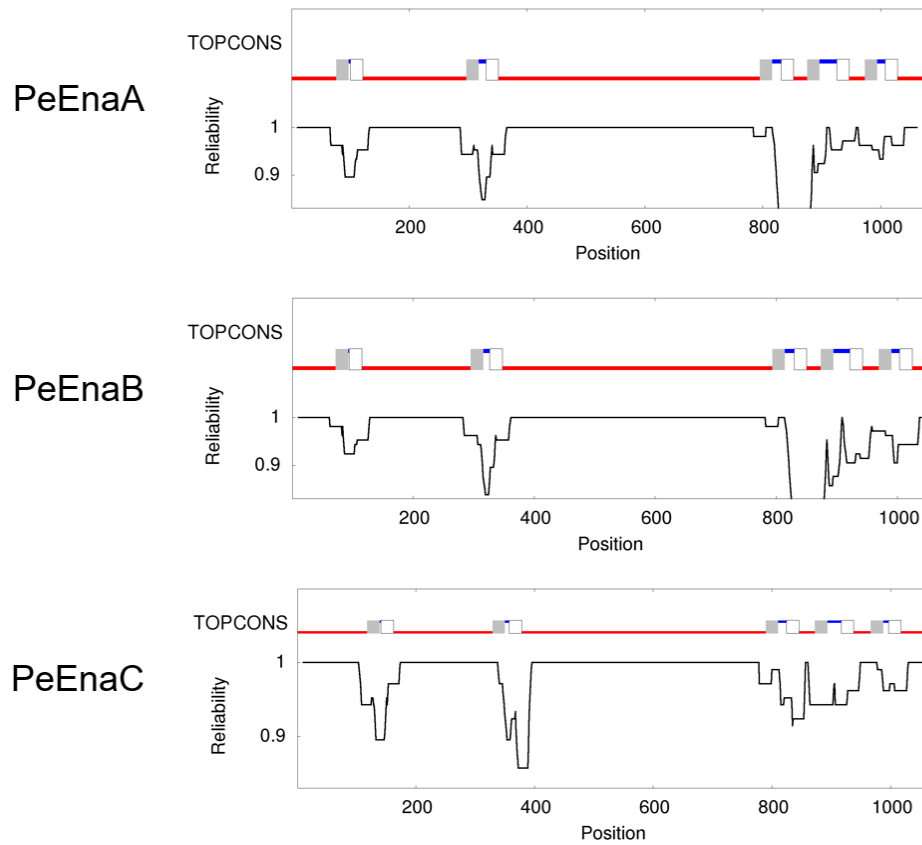 TOPCONS
PeEnaA
Reliability
1
0.9
200 400 600 800 1000
Position
TOPCONS
PeEnaB
Reliability
1
0.9
200 400 600 800 1000
Position
TOPCONS
PeEnaC
Reliability
1
0.9
200 400 600 800 1000
Position